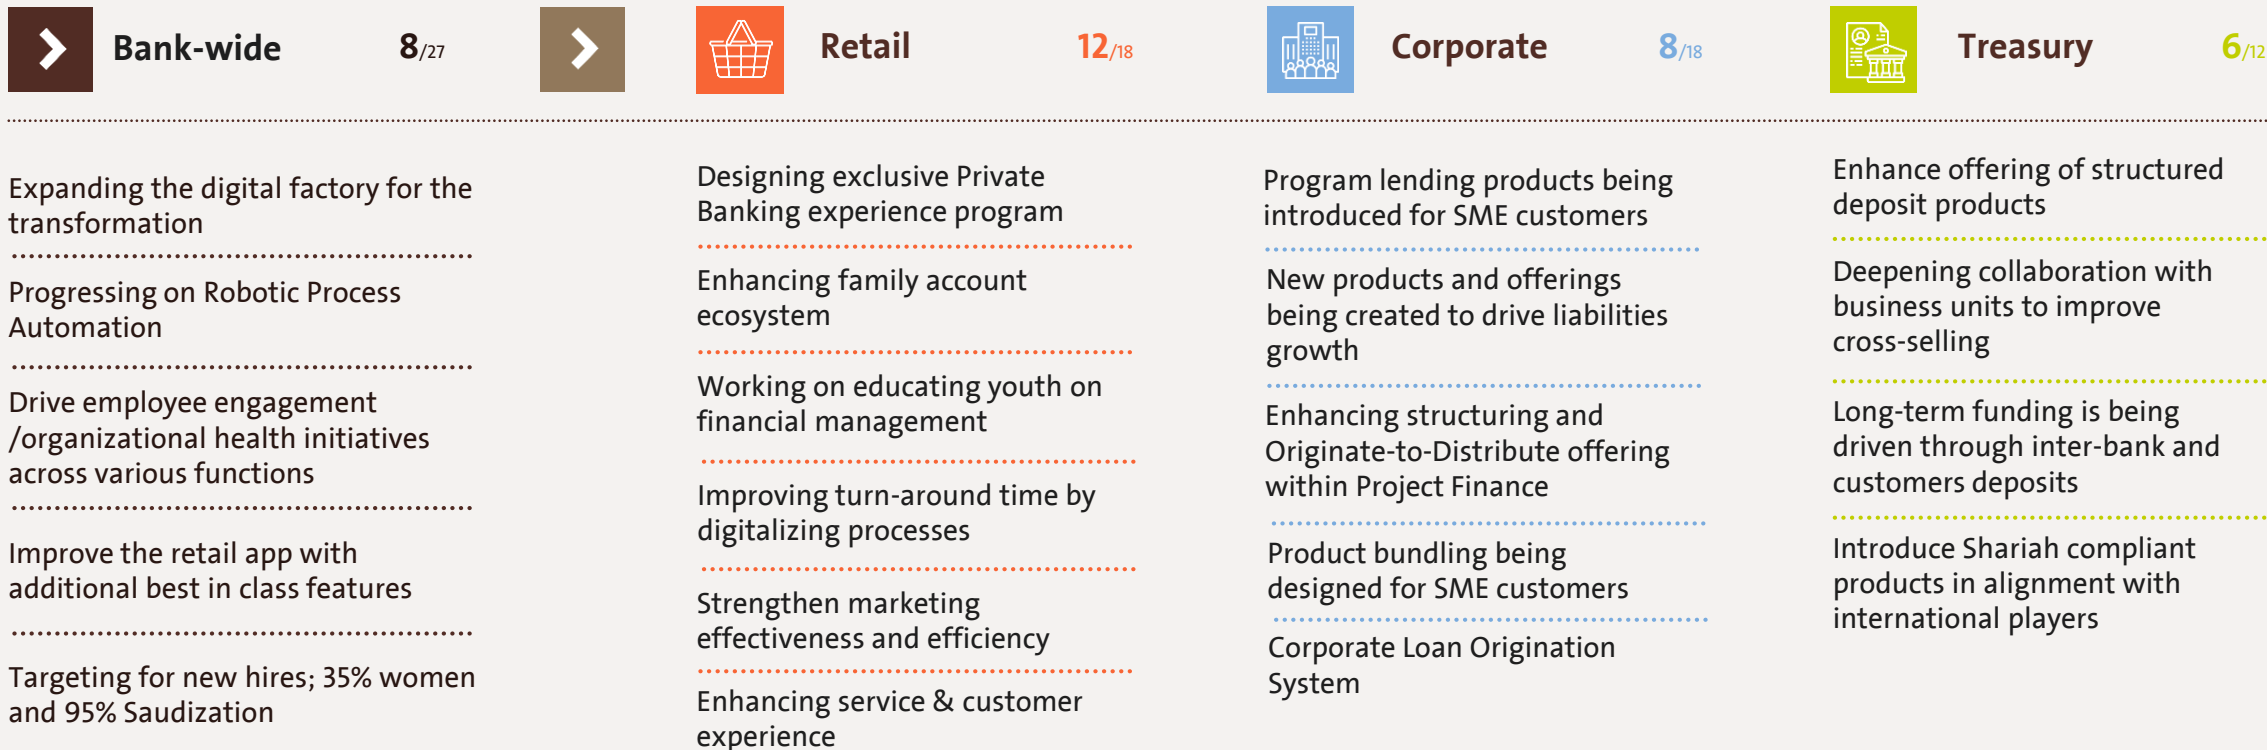 Bank-wide 8/27
Expanding the digital factory for the
transformation
Progressing on Robotic Process
Automation
Drive employee engagement
/organizational health initiatives
across various functions
Improve the retail app with
additional best in class features
Targeting for new hires; 35% women
and 95% Saudization
Retail 12/18
Designing exclusive Private
Banking experience program
Enhancing family account
ecosystem
Working on educating youth on
financial management
Improving turn-around time by
digitalizing processes
Strengthen marketing
effectiveness and efficiency
Enhancing service & customer
experience
Corporate 8/18
Program lending products being
introduced for SME customers
New products and offerings
being created to drive liabilities
growth
Enhancing structuring and
Originate-to-Distribute offering
within Project Finance
Product bundling being
designed for SME customers
Corporate Loan Origination
System
Treasury 6/12
Enhance offering of structured
deposit products
Deepening collaboration with
business units to improve
cross-selling
Long-term funding is being
driven through inter-bank and
customers deposits
Introduce Shariah compliant
products in alignment with
international players